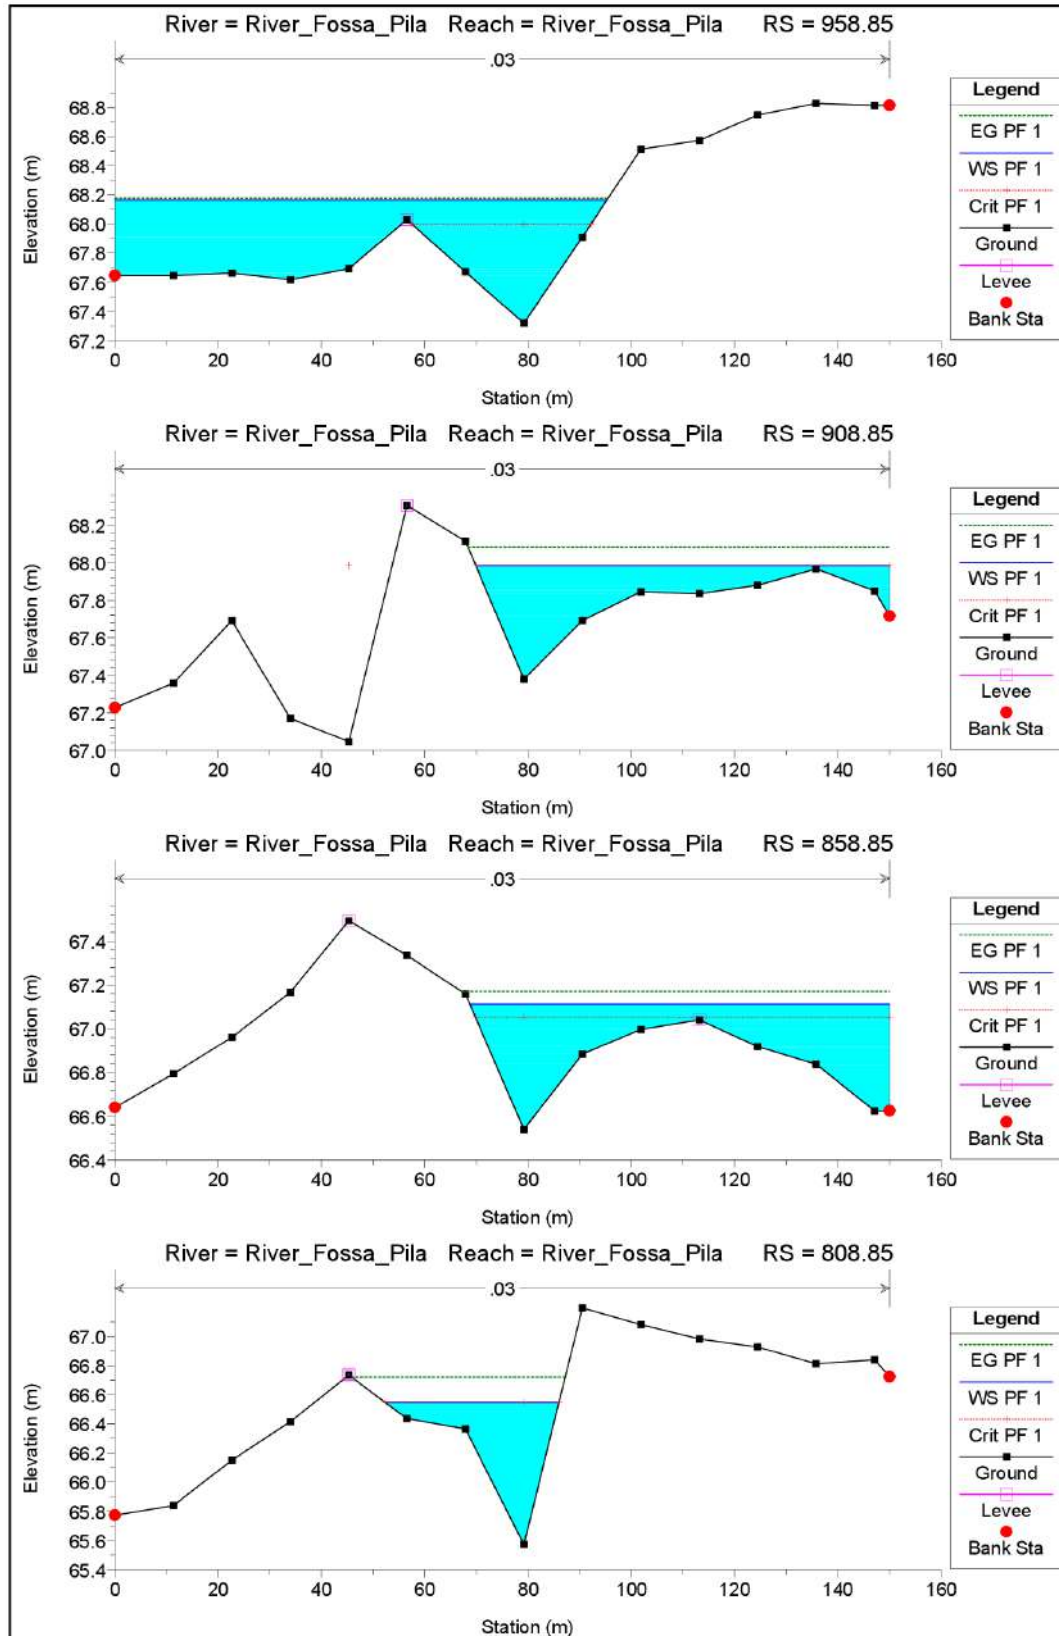 River = River_Fossa_Pila Reach = River_Fossa_Pila RS = 958.85
.03
Legend
EG PF 1
WS PF 1
Crit PF 1
Ground
Levee
Bank Sta
Elevation (m)
68.8
68.6
68.4
68.2
68.0
67.8
67.6
67.4
67.2
0 20 40 60 80 100 120 140 160
Station (m)
River = River_Fossa_Pila Reach = River_Fossa_Pila RS = 908.85
.03
Legend
EG PF 1
WS PF 1
Crit PF 1
Ground
Levee
Bank Sta
Elevation (m)
68.2
68.0
67.8
67.6
67.4
67.2
67.0
0 20 40 60 80 100 120 140 160
Station (m)
River = River_Fossa_Pila Reach = River_Fossa_Pila RS = 858.85
.03
Legend
EG PF 1
WS PF 1
Crit PF 1
Ground
Levee
Bank Sta
Elevation (m)
67.4
67.2
67.0
66.8
66.6
66.4
0 20 40 60 80 100 120 140 160
Station (m)
River = River_Fossa_Pila Reach = River_Fossa_Pila RS = 808.85
.03
Legend
EG PF 1
WS PF 1
Crit PF 1
Ground
Levee
Bank Sta
Elevation (m)
67.0
66.8
66.6
66.4
66.2
66.0
65.8
65.6
65.4
0 20 40 60 80 100 120 140 160
Station (m)